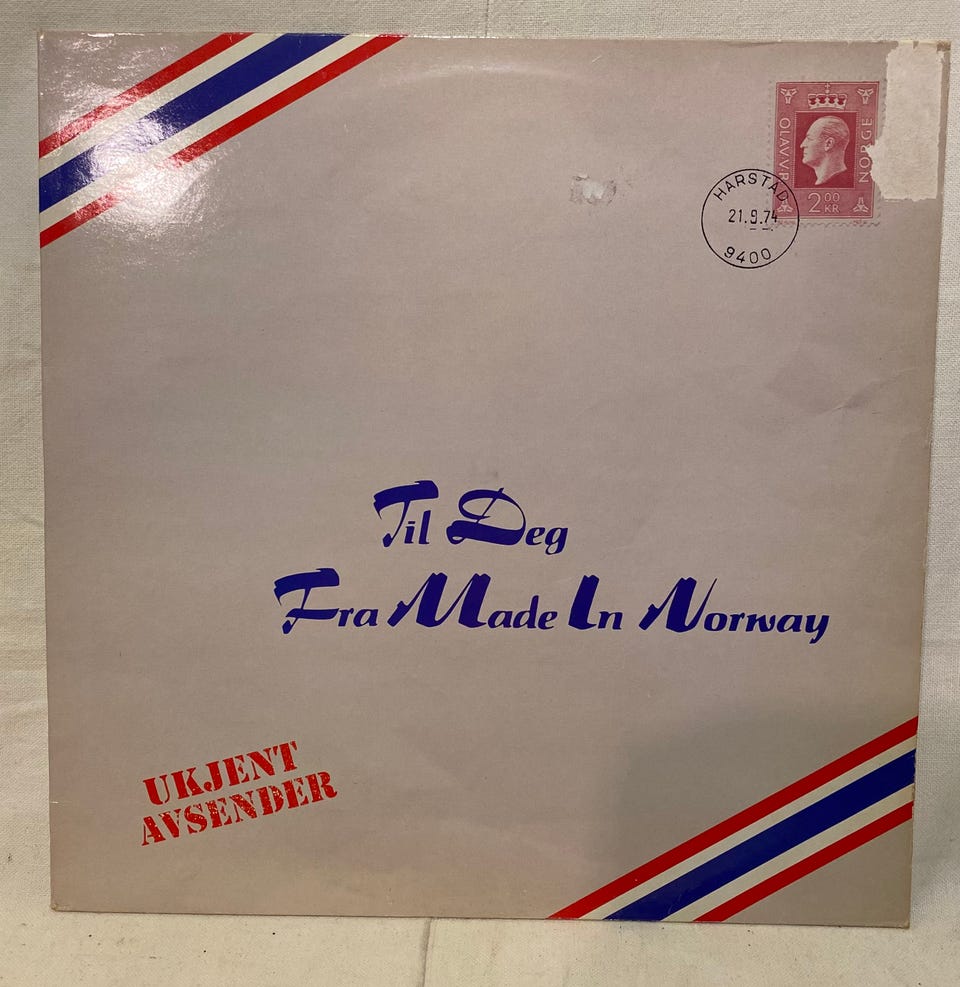 OLAV V R
NORGE
2 00 KR
HARSTAD
21.9.74
9400
Til Deg
Fra Made In Norway
UKJENT
AVSENDER